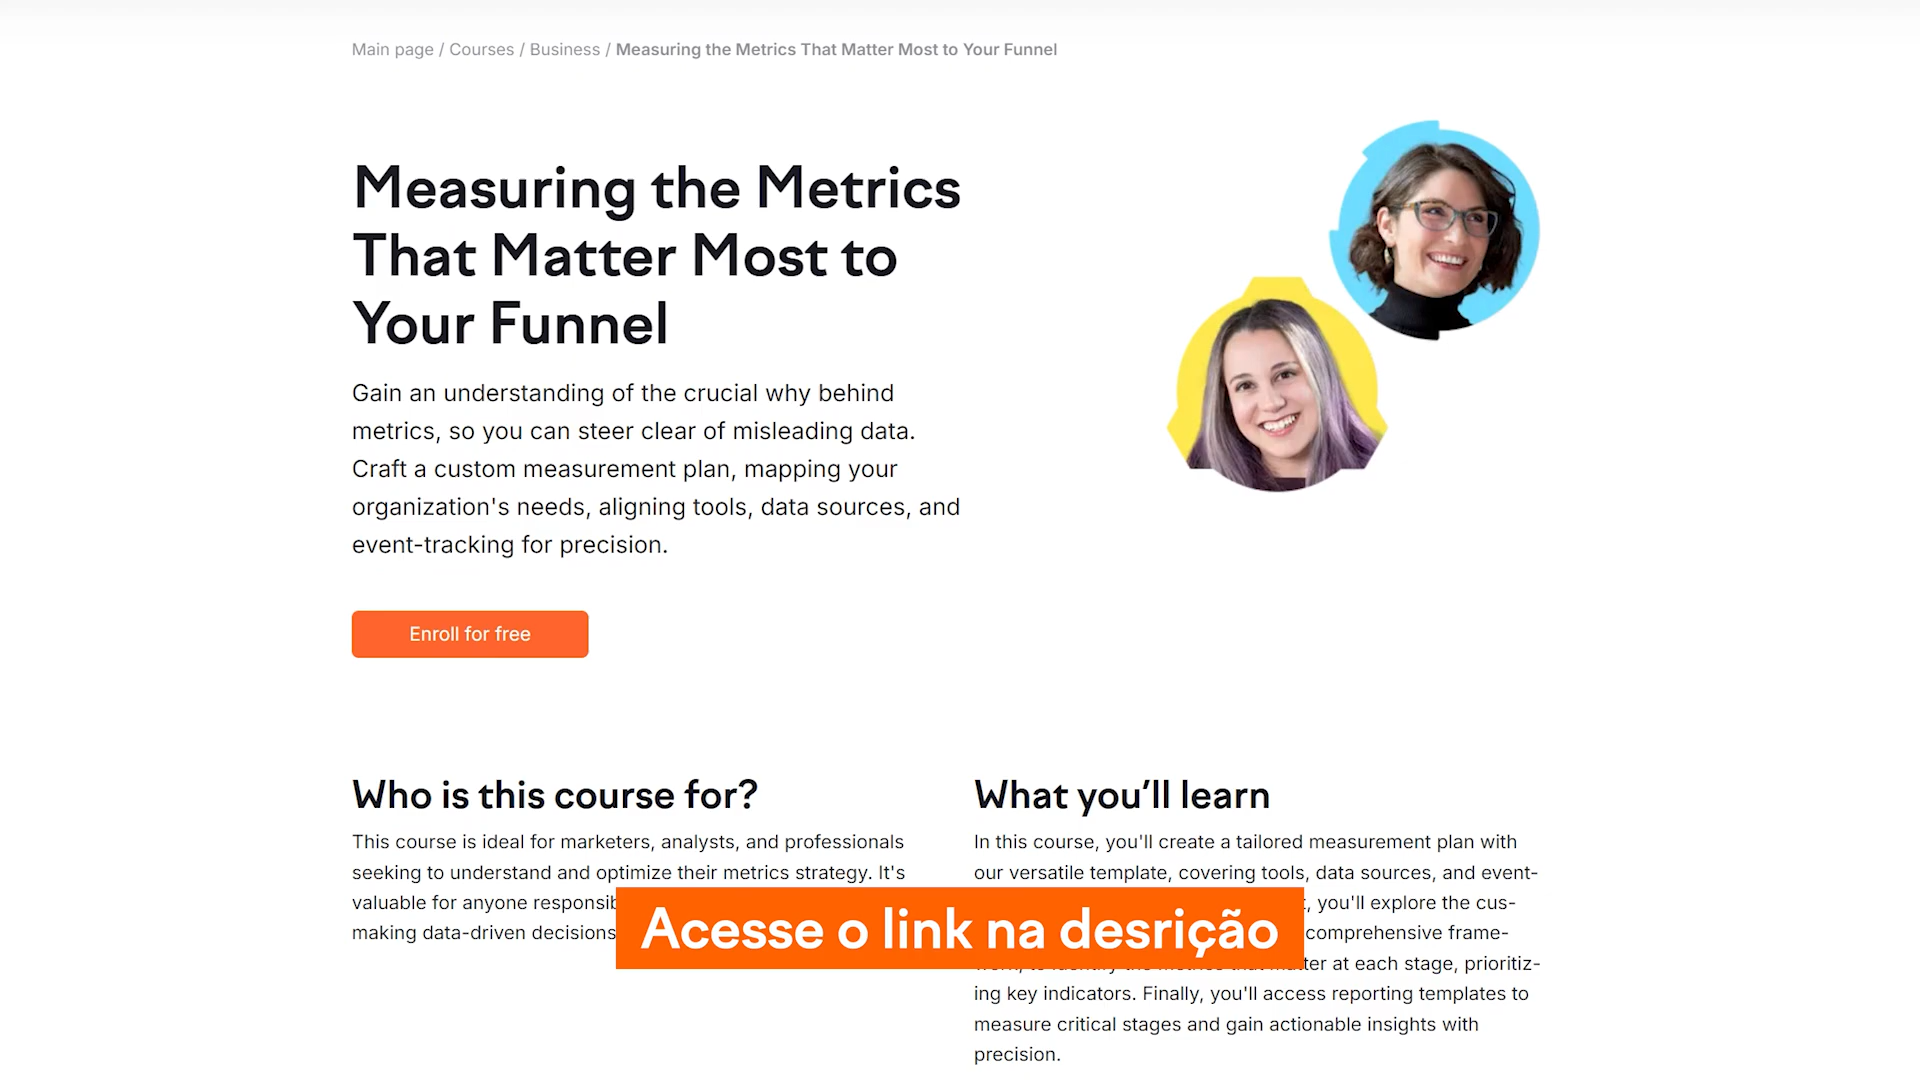 Main page / Courses / Business / Measuring the Metrics That Matter Most to Your Funnel
Measuring the Metrics
That Matter Most to
Your Funnel
Gain an understanding of the crucial why behind
metrics, so you can steer clear of misleading data.
Craft a custom measurement plan, mapping your
organization's needs, aligning tools, data sources, and
event-tracking for precision.
Enroll for free
Who is this course for?
This course is ideal for marketers, analysts, and professionals
seeking to understand and optimize their metrics strategy. It's
valuable for anyone
making data-driven decisions
What you'll learn
In this course, you'll create a tailored measurement plan with
our versatile template, covering tools, data sources, and event-
you'll explore the cus-
comprehensive frame-
at each stage, prioritiz-
ing key indicators. Finally, you'll access reporting templates to
measure critical stages and gain actionable insights with
precision.
Acesse o link na desrição